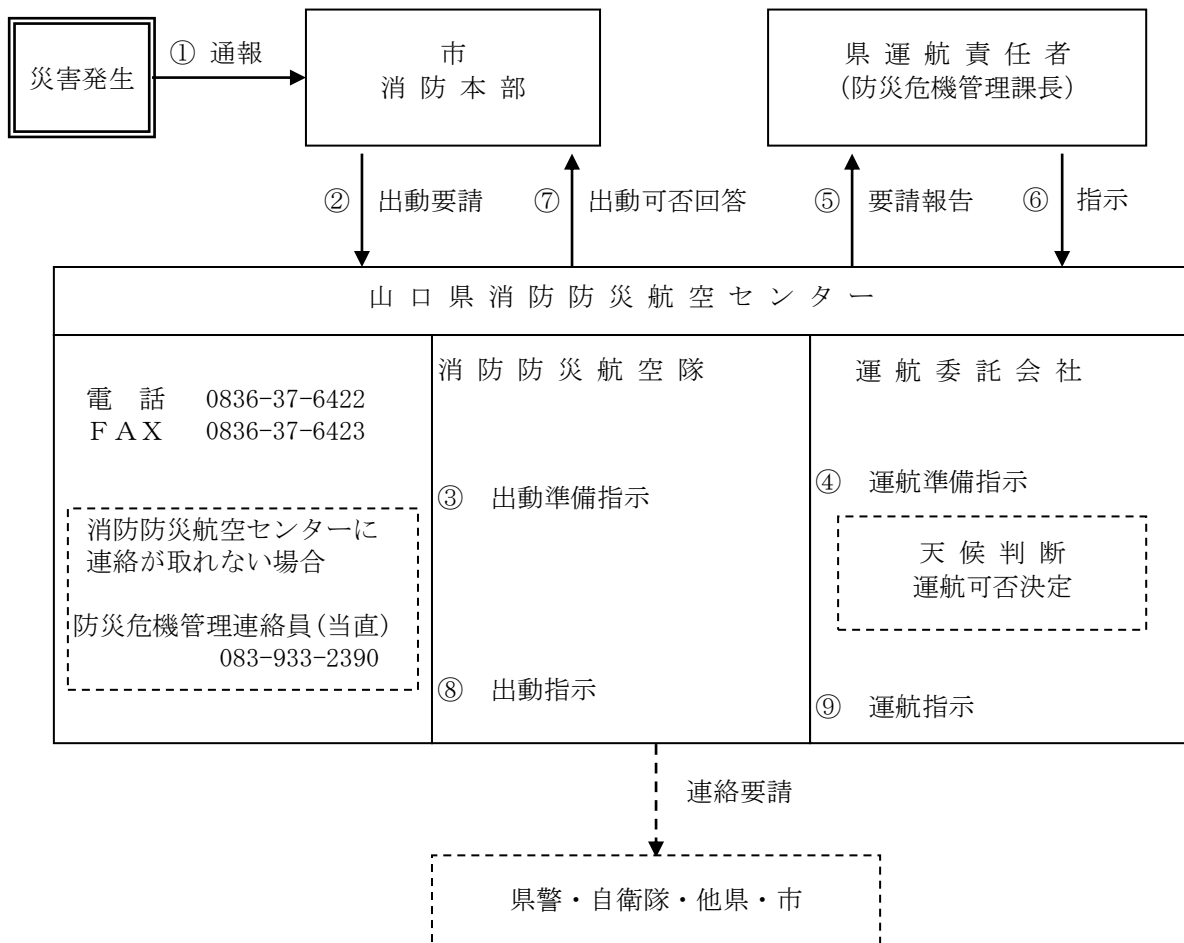 災害発生
① 通報
市
消防本部
県運航責任者
(防災危機管理課長)
② 出動要請
⑦ 出動可否回答
⑤ 要請報告
⑥ 指示
山口県消防防災航空センター
電 話 0836-37-6422
ＦＡＸ 0836-37-6423
消防防災航空センターに
連絡が取れない場合
防災危機管理連絡員(当直)
083-933-2390
消防防災航空隊
③ 出動準備指示
⑧ 出動指示
運航委託会社
④ 運航準備指示
天候判断
運航可否決定
⑨ 運航指示
連絡要請
県警・自衛隊・他県・市